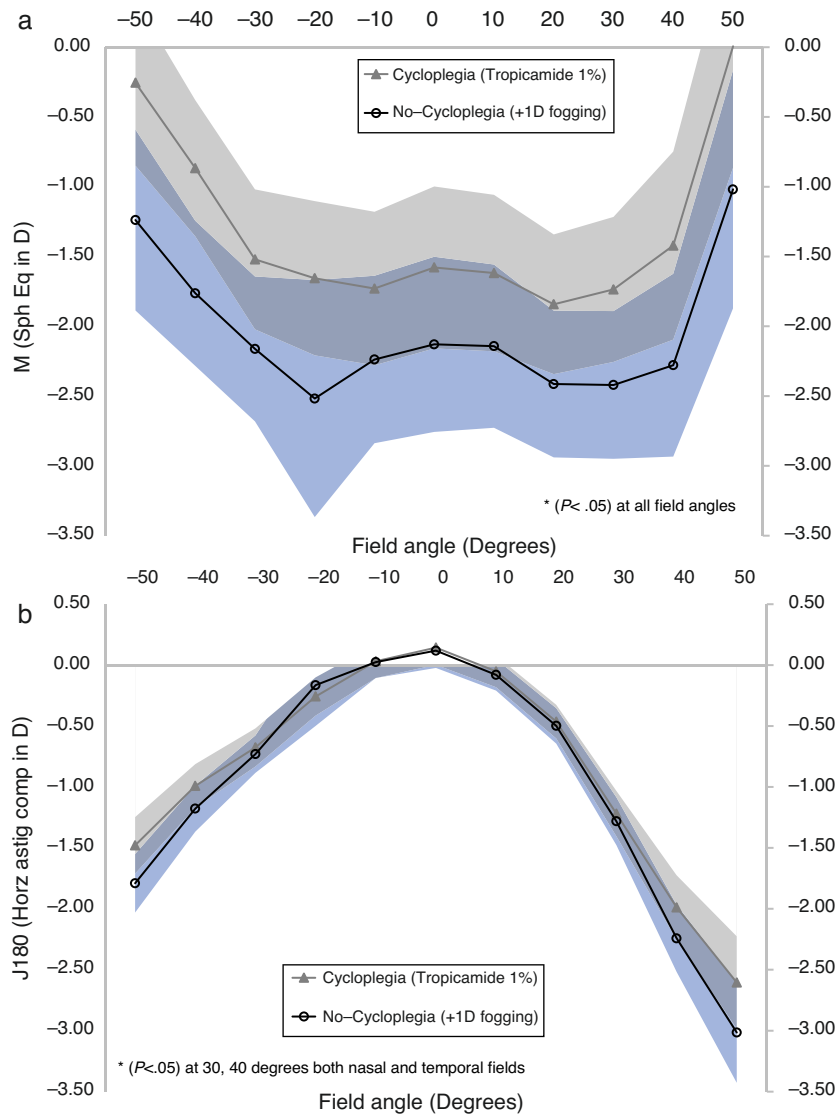 a
−50 −40 −30 −20 −10 0 10 20 30 40 50
0.00 0.00
Cycloplegia (Tropicamide 1%)
No–Cycloplegia (+1D fogging)
−0.50 −0.50
−1.00 −1.00
−1.50 −1.50
M (Sph Eq in D)
−2.00 −2.00
−2.50 −2.50
−3.00 −3.00
* (P< .05) at all field angles
−3.50 −3.50
Field angle (Degrees)
b
−50 −40 −30 −20 −10 0 10 20 30 40 50
0.50 0.50
0.00 0.00
−0.50 −0.50
−1.00 −1.00
J180 (Horz astig comp in D)
−1.50 −1.50
−2.00 −2.00
−2.50 −2.50
Cycloplegia (Tropicamide 1%)
No–Cycloplegia (+1D fogging)
−3.00 −3.00
* (P<.05) at 30, 40 degrees both nasal and temporal fields
−3.50 −3.50
Field angle (Degrees)